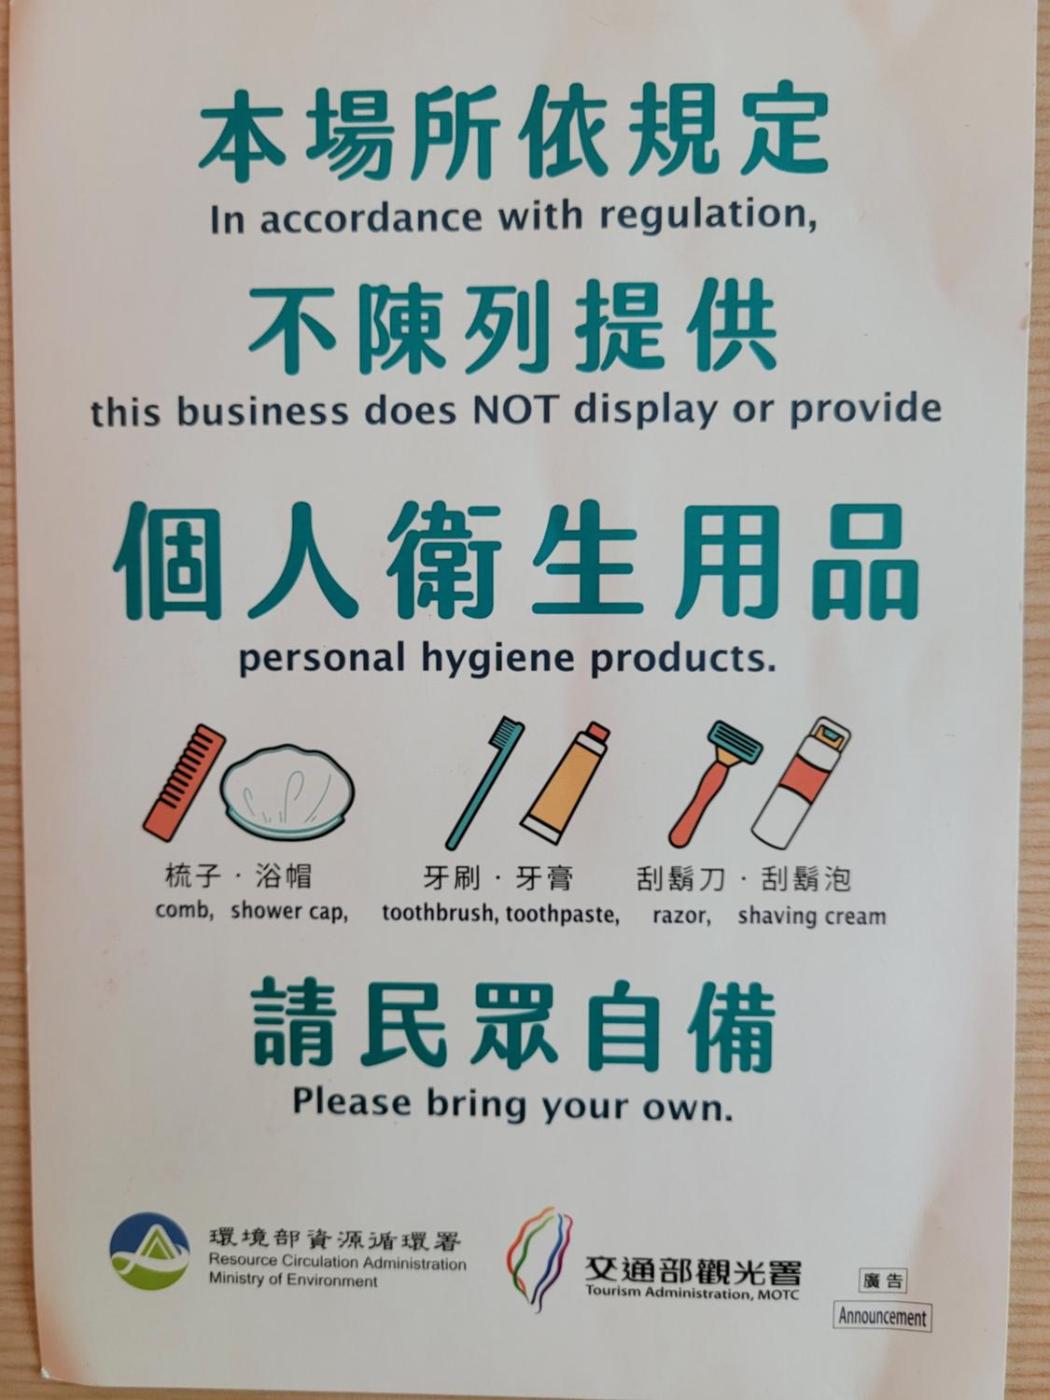 本場所依規定
In accordance with regulation,
不陳列提供
this business does NOT display or provide
個人衛生用品
personal hygiene products.
梳子・浴帽 牙刷・牙膏 刮鬍刀・刮鬍泡
comb, shower cap, toothbrush, toothpaste, razor, shaving cream
請民眾自備
Please bring your own.
環境部資源循環署
Resource Circulation Administration
Ministry of Environment
交通部觀光署
Tourism Administration, MOTC
廣告
Announcement